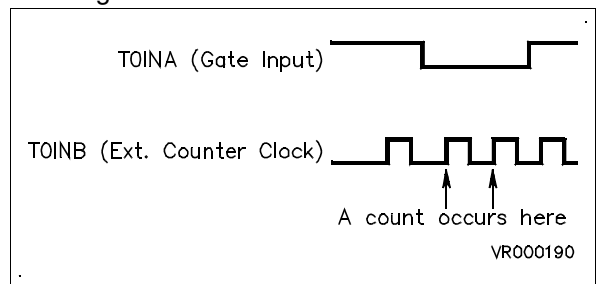 T0INA (Gate Input)
T0INB (Ext. Counter Clock)
A count occurs here
VR000190